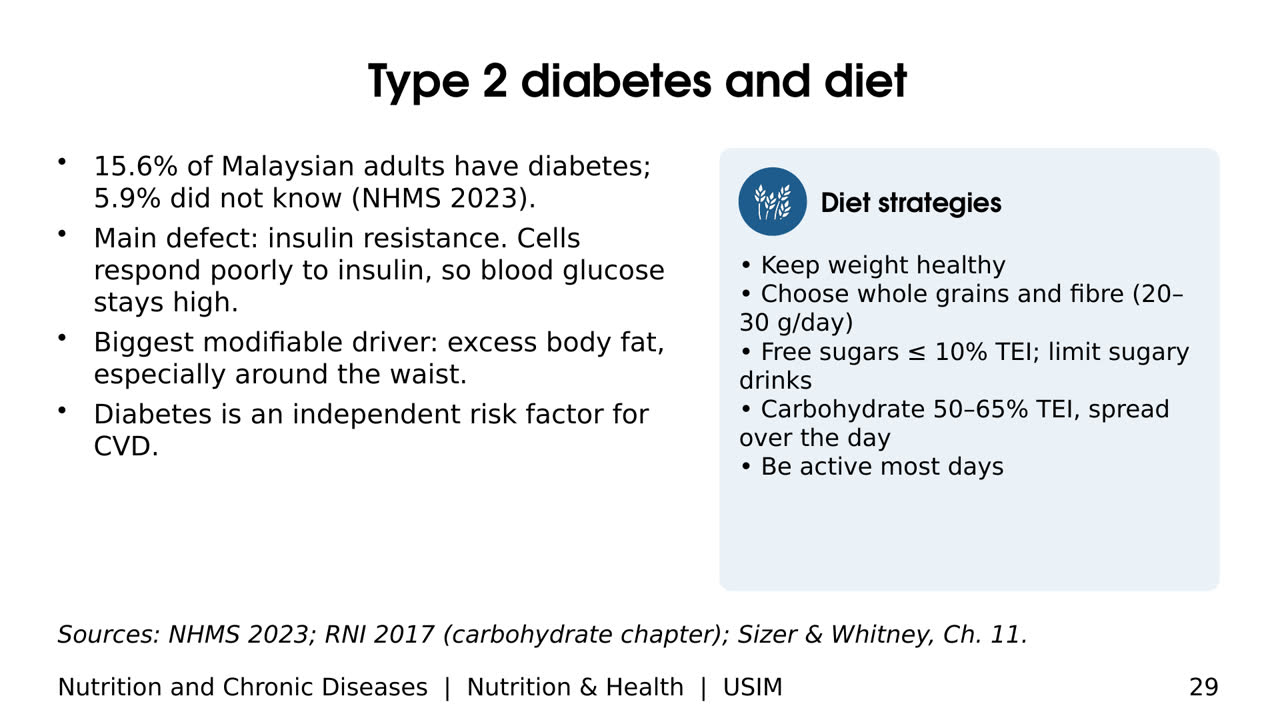 Type 2 diabetes and diet
• 15.6% of Malaysian adults have diabetes;
5.9% did not know (NHMS 2023).
• Main defect: insulin resistance. Cells
respond poorly to insulin, so blood glucose
stays high.
• Biggest modifiable driver: excess body fat,
especially around the waist.
• Diabetes is an independent risk factor for
CVD.
Diet strategies
• Keep weight healthy
• Choose whole grains and fibre (20–
30 g/day)
• Free sugars ≤ 10% TEI; limit sugary
drinks
• Carbohydrate 50–65% TEI, spread
over the day
• Be active most days
Sources: NHMS 2023; RNI 2017 (carbohydrate chapter); Sizer & Whitney, Ch. 11.
Nutrition and Chronic Diseases | Nutrition & Health | USIM 29